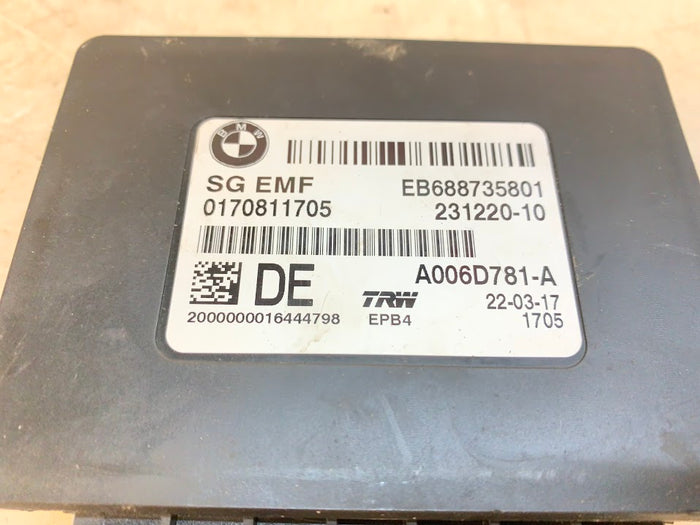 BMW
SG EMF EB688735801
0170811705 231220-10
DE A006D781-A
TRW 22-03-17
2000000016444798 EPB4 1705